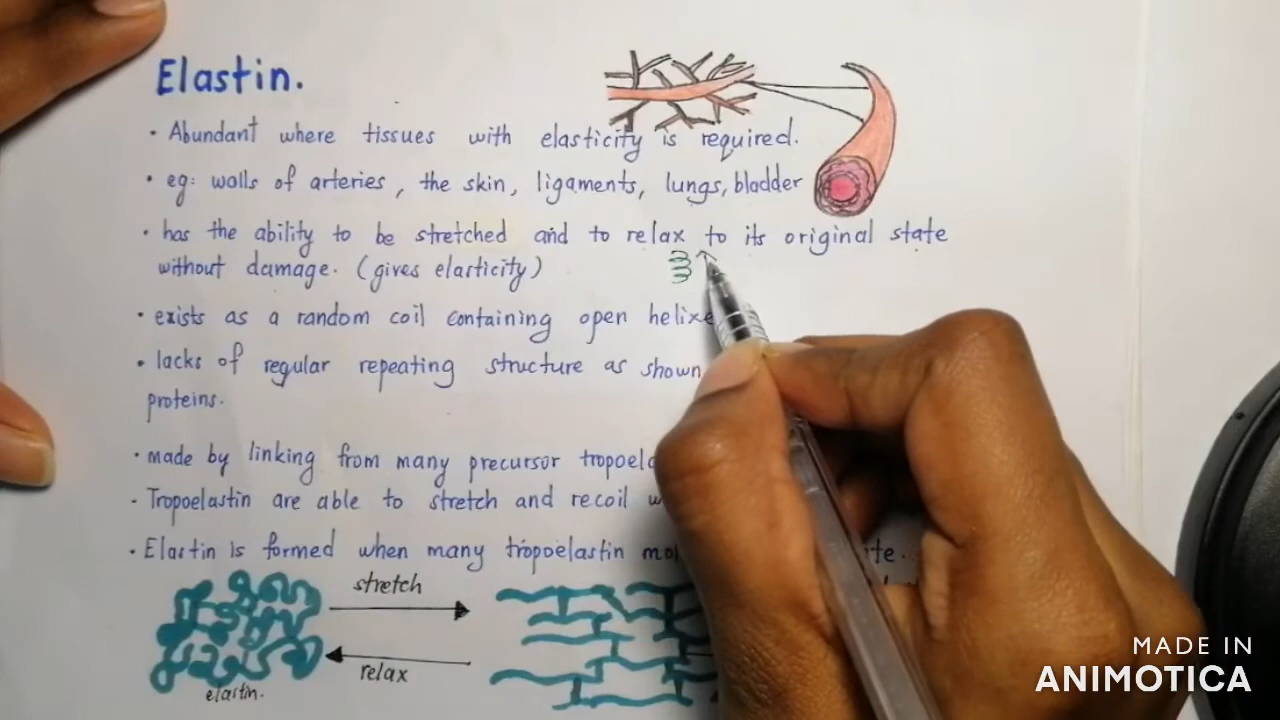 Elastin.
• Abundant where tissues with elasticity is required.
• eg: walls of arteries, the skin, ligaments, lungs, bladder
• has the ability to be stretched and to relax to its original state
without damage. (gives elasticity)
• exists as a random coil containing open
• lacks of regular repeating structure as shown
proteins.
• made by linking from many precursor
• Tropoelastin are able to stretch and recoil
• Elastin is formed when many tropoelastin
stretch
relax
elastin.
MADE IN
ANIMOTICA